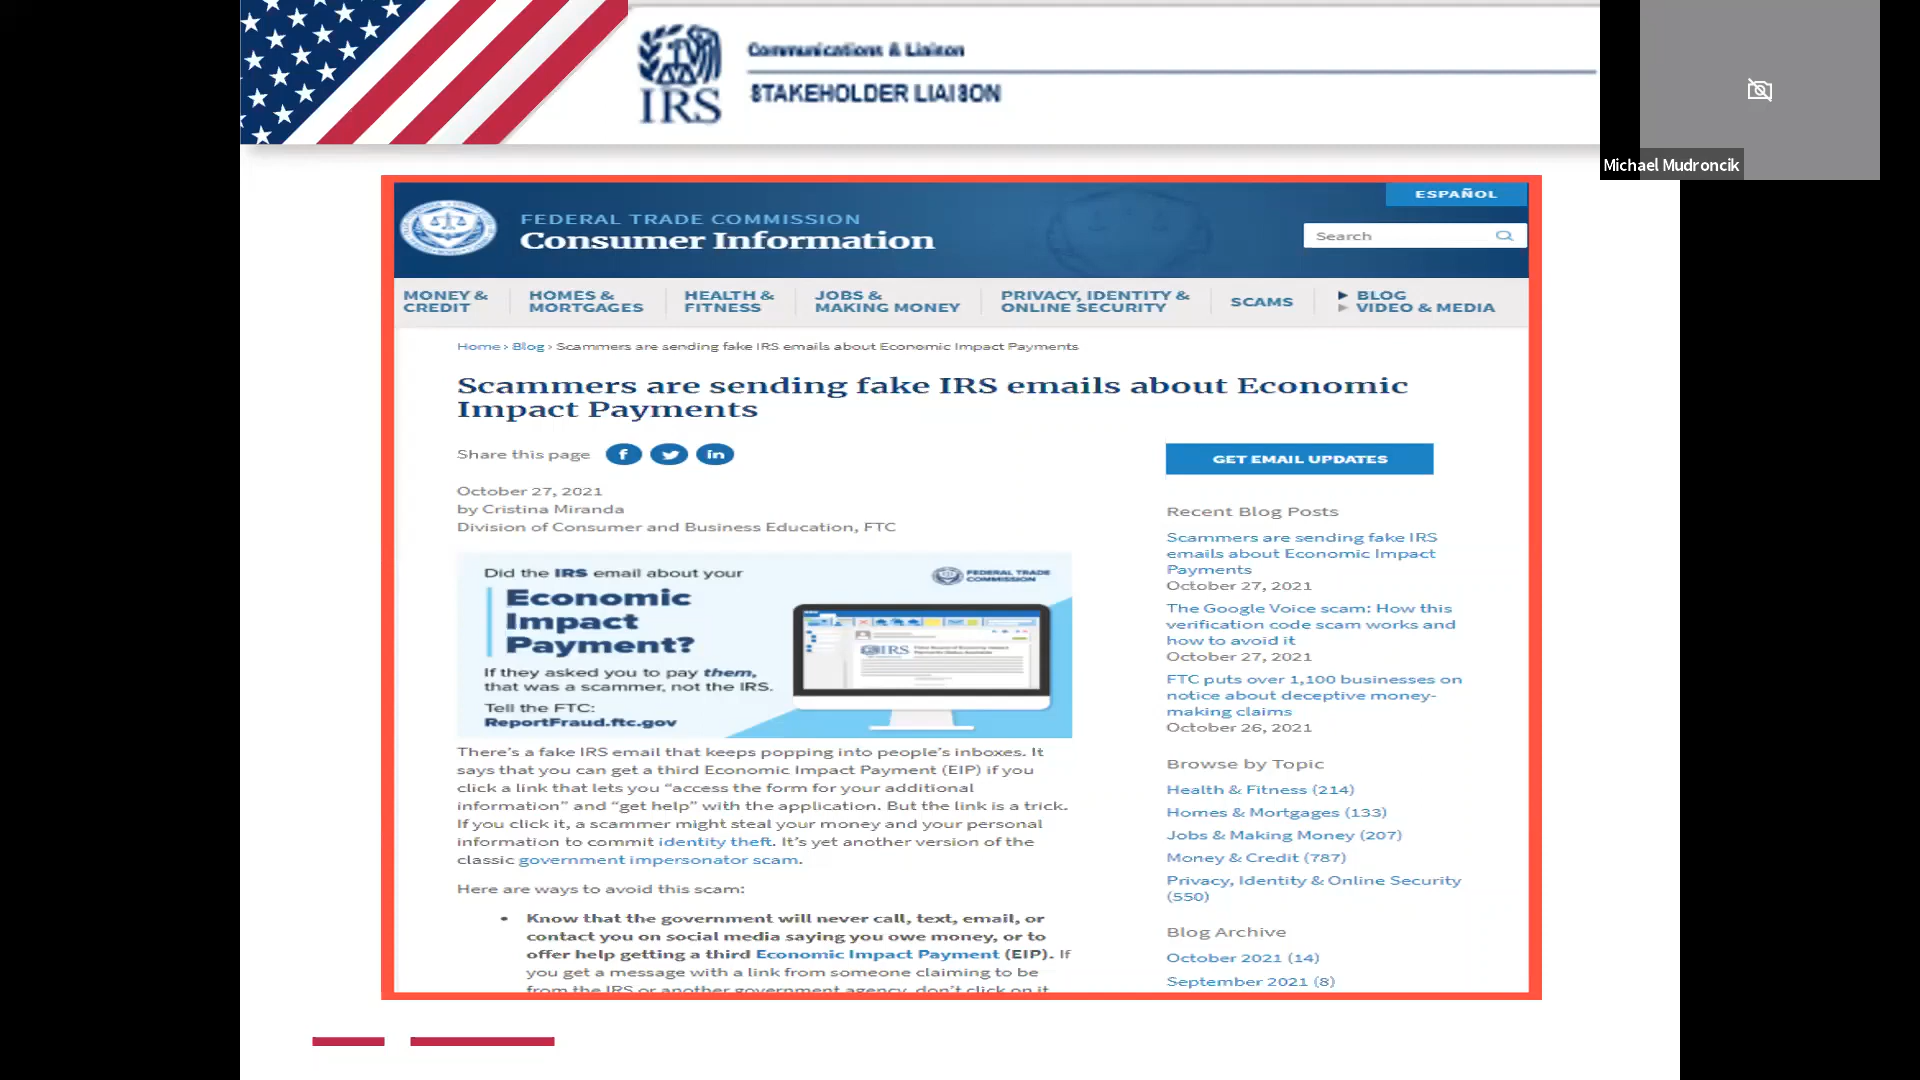 Communications & Liaison
IRS
STAKEHOLDER LIAISON
Michael Mudroncik
ESPAÑOL
FEDERAL TRADE COMMISSION
Consumer Information
Search
MONEY &
CREDIT
HOMES &
MORTGAGES
HEALTH &
FITNESS
JOBS &
MAKING MONEY
PRIVACY, IDENTITY &
ONLINE SECURITY
SCAMS
BLOG
VIDEO & MEDIA
Home › Blog › Scammers are sending fake IRS emails about Economic Impact Payments
Scammers are sending fake IRS emails about Economic
Impact Payments
Share this page
October 27, 2021
by Cristina Miranda
Division of Consumer and Business Education, FTC
Did the IRS email about your
Economic
Impact
Payment?
If they asked you to pay them,
that was a scammer, not the IRS.
Tell the FTC:
ReportFraud.ftc.gov
FEDERAL TRADE
COMMISSION
IRS
There's a fake IRS email that keeps popping into people's inboxes. It
says that you can get a third Economic Impact Payment (EIP) if you
click a link that lets you “access the form for your additional
information” and “get help” with the application. But the link is a trick.
If you click it, a scammer might steal your money and your personal
information to commit identity theft. It's yet another version of the
classic government impersonator scam.
Here are ways to avoid this scam:
• Know that the government will never call, text, email, or
contact you on social media saying you owe money, or to
offer help getting a third Economic Impact Payment (EIP). If
you get a message with a link from someone claiming to be
from the IRS or another government agency, don't click on it.
GET EMAIL UPDATES
Recent Blog Posts
Scammers are sending fake IRS
emails about Economic Impact
Payments
October 27, 2021
The Google Voice scam: How this
verification code scam works and
how to avoid it
October 27, 2021
FTC puts over 1,100 businesses on
notice about deceptive money-
making claims
October 26, 2021
Browse by Topic
Health & Fitness (214)
Homes & Mortgages (133)
Jobs & Making Money (207)
Money & Credit (787)
Privacy, Identity & Online Security
(550)
Blog Archive
October 2021 (14)
September 2021 (8)